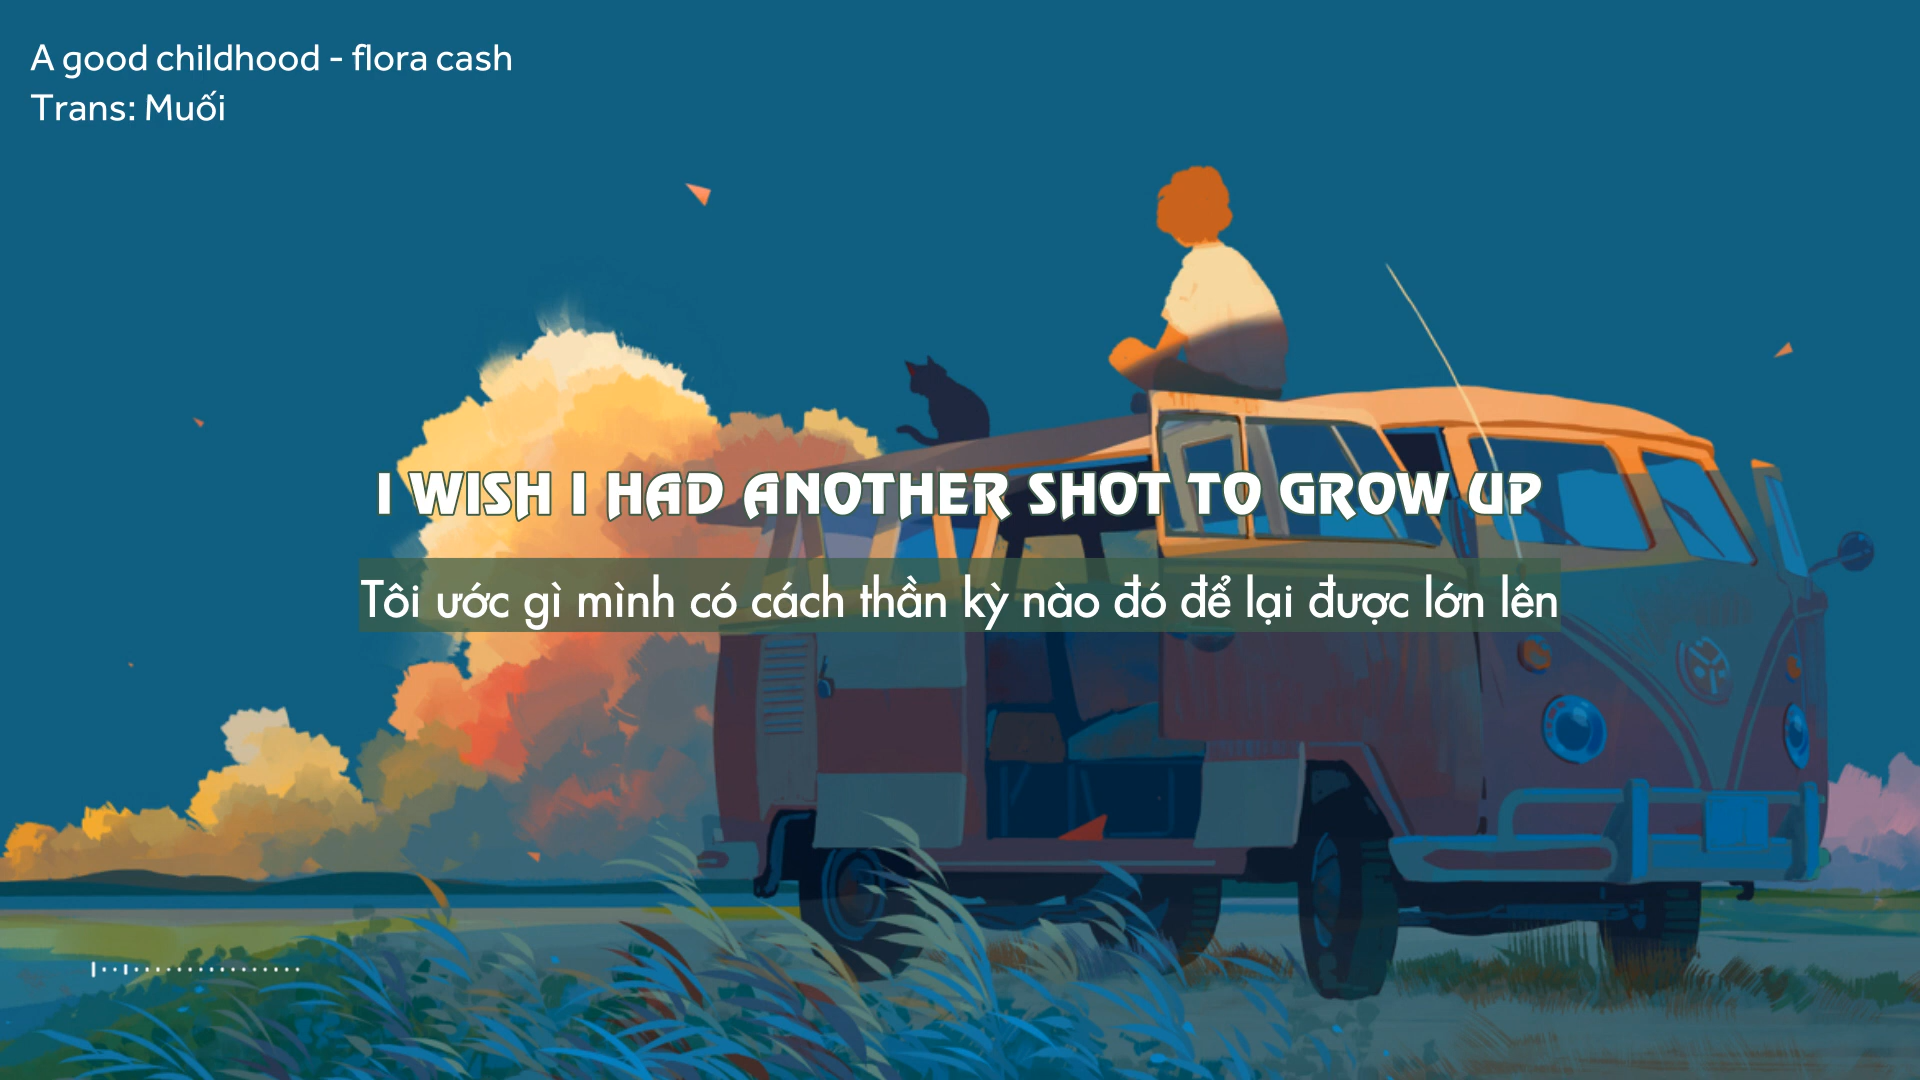 A good childhood - flora cash
Trans: Muối
I WISH I HAD ANOTHER SHOT TO GROW UP
Tôi ước gì mình có cách thần kỳ nào đó để lại được lớn lên